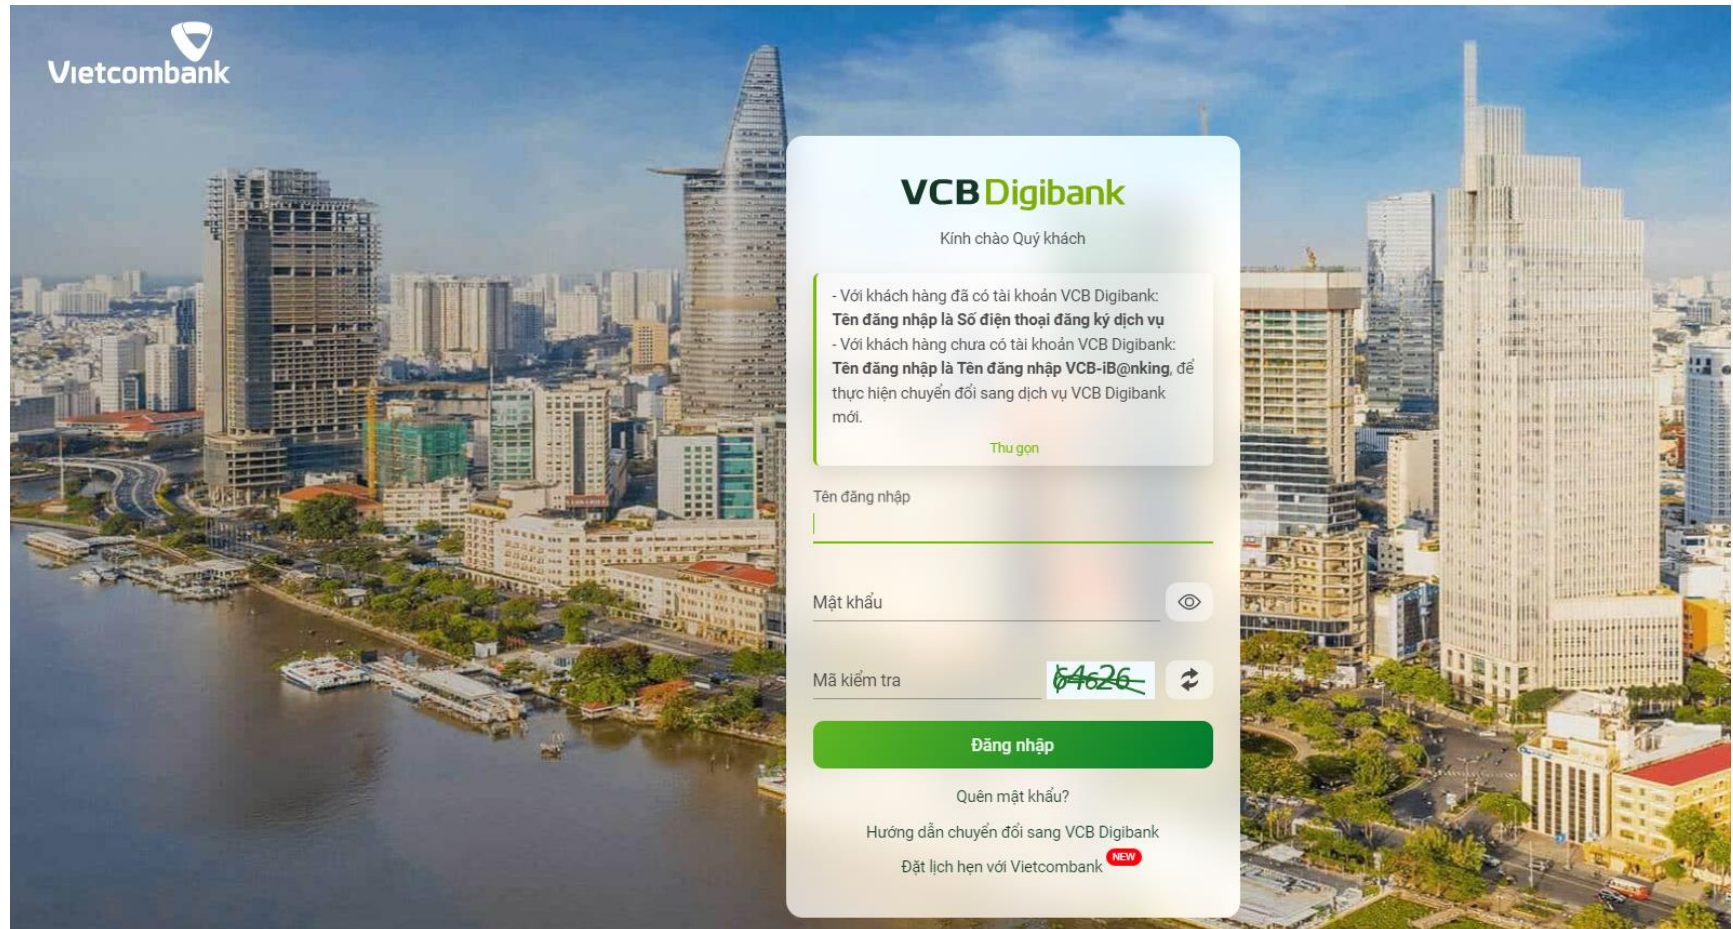 Vietcombank
VCB Digibank
Kính chào Quý khách
- Với khách hàng đã có tài khoản VCB Digibank:
Tên đăng nhập là Số điện thoại đăng ký dịch vụ
- Với khách hàng chưa có tài khoản VCB Digibank:
Tên đăng nhập là Tên đăng nhập VCB-iB@nking, để
thực hiện chuyển đổi sang dịch vụ VCB Digibank
mới.
Thu gọn
Tên đăng nhập
Mật khẩu
Mã kiểm tra
64626
Đăng nhập
Quên mật khẩu?
Hướng dẫn chuyển đổi sang VCB Digibank
Đặt lịch hẹn với Vietcombank NEW